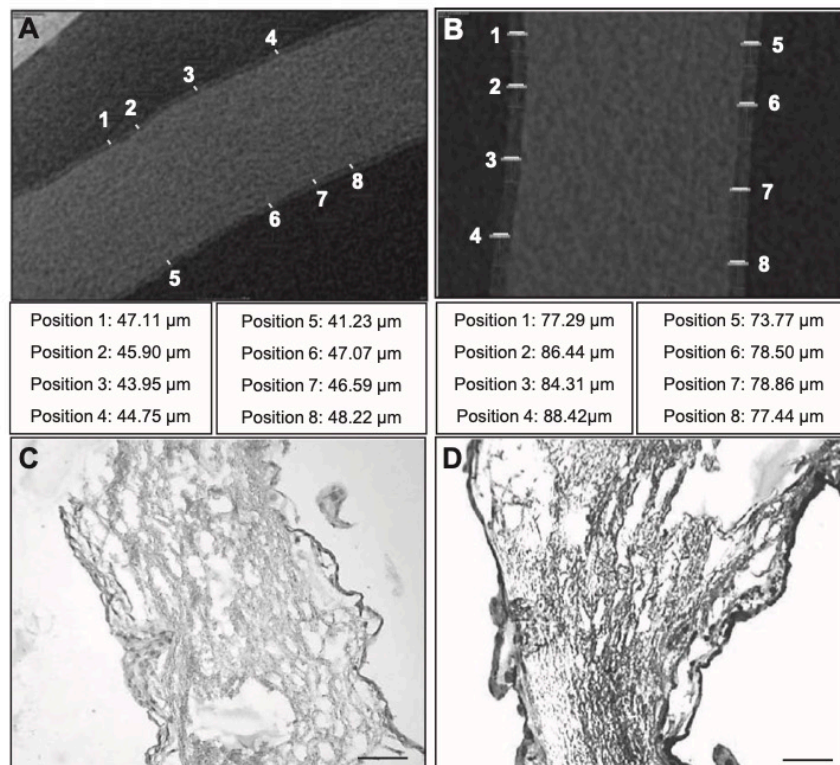 A
1
2
3
4
5
6
7
8
B
1
2
3
4
5
6
7
8
Position 1: 47.11 µm
Position 2: 45.90 µm
Position 3: 43.95 µm
Position 4: 44.75 µm
Position 5: 41.23 µm
Position 6: 47.07 µm
Position 7: 46.59 µm
Position 8: 48.22 µm
Position 1: 77.29 µm
Position 2: 86.44 µm
Position 3: 84.31 µm
Position 4: 88.42µm
Position 5: 73.77 µm
Position 6: 78.50 µm
Position 7: 78.86 µm
Position 8: 77.44 µm
C
D